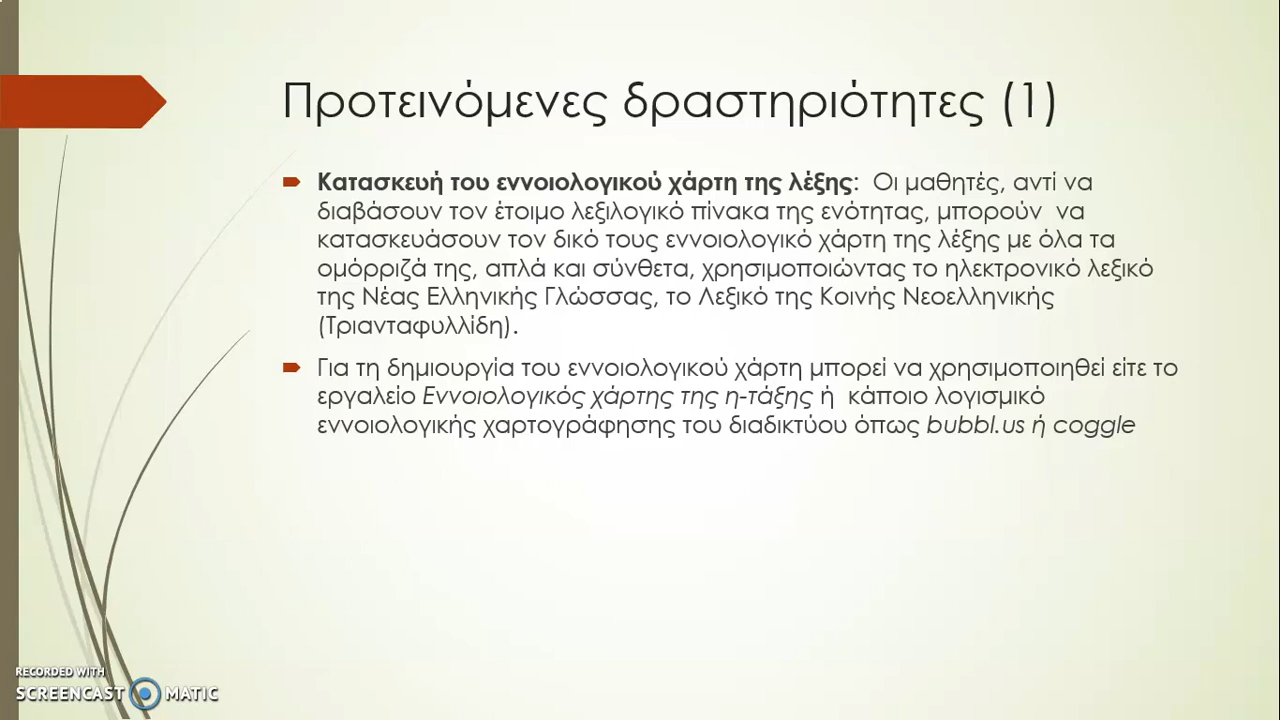 Προτεινόμενες δραστηριότητες (1)
Κατασκευή του εννοιολογικού χάρτη της λέξης: Οι μαθητές, αντί να
διαβάσουν τον έτοιμο λεξιλογικό πίνακα της ενότητας, μπορούν να
κατασκευάσουν τον δικό τους εννοιολογικό χάρτη της λέξης με όλα τα
ομόρριζά της, απλά και σύνθετα, χρησιμοποιώντας το ηλεκτρονικό λεξικό
της Νέας Ελληνικής Γλώσσας, το Λεξικό της Κοινής Νεοελληνικής
(Τριανταφυλλίδη).
Για τη δημιουργία του εννοιολογικού χάρτη μπορεί να χρησιμοποιηθεί είτε το
εργαλείο Εννοιολογικός χάρτης της η-τάξης ή κάποιο λογισμικό
εννοιολογικής χαρτογράφησης του διαδικτύου όπως bubbl.us ή coggle
RECORDED WITH
SCREENCAST MATIC